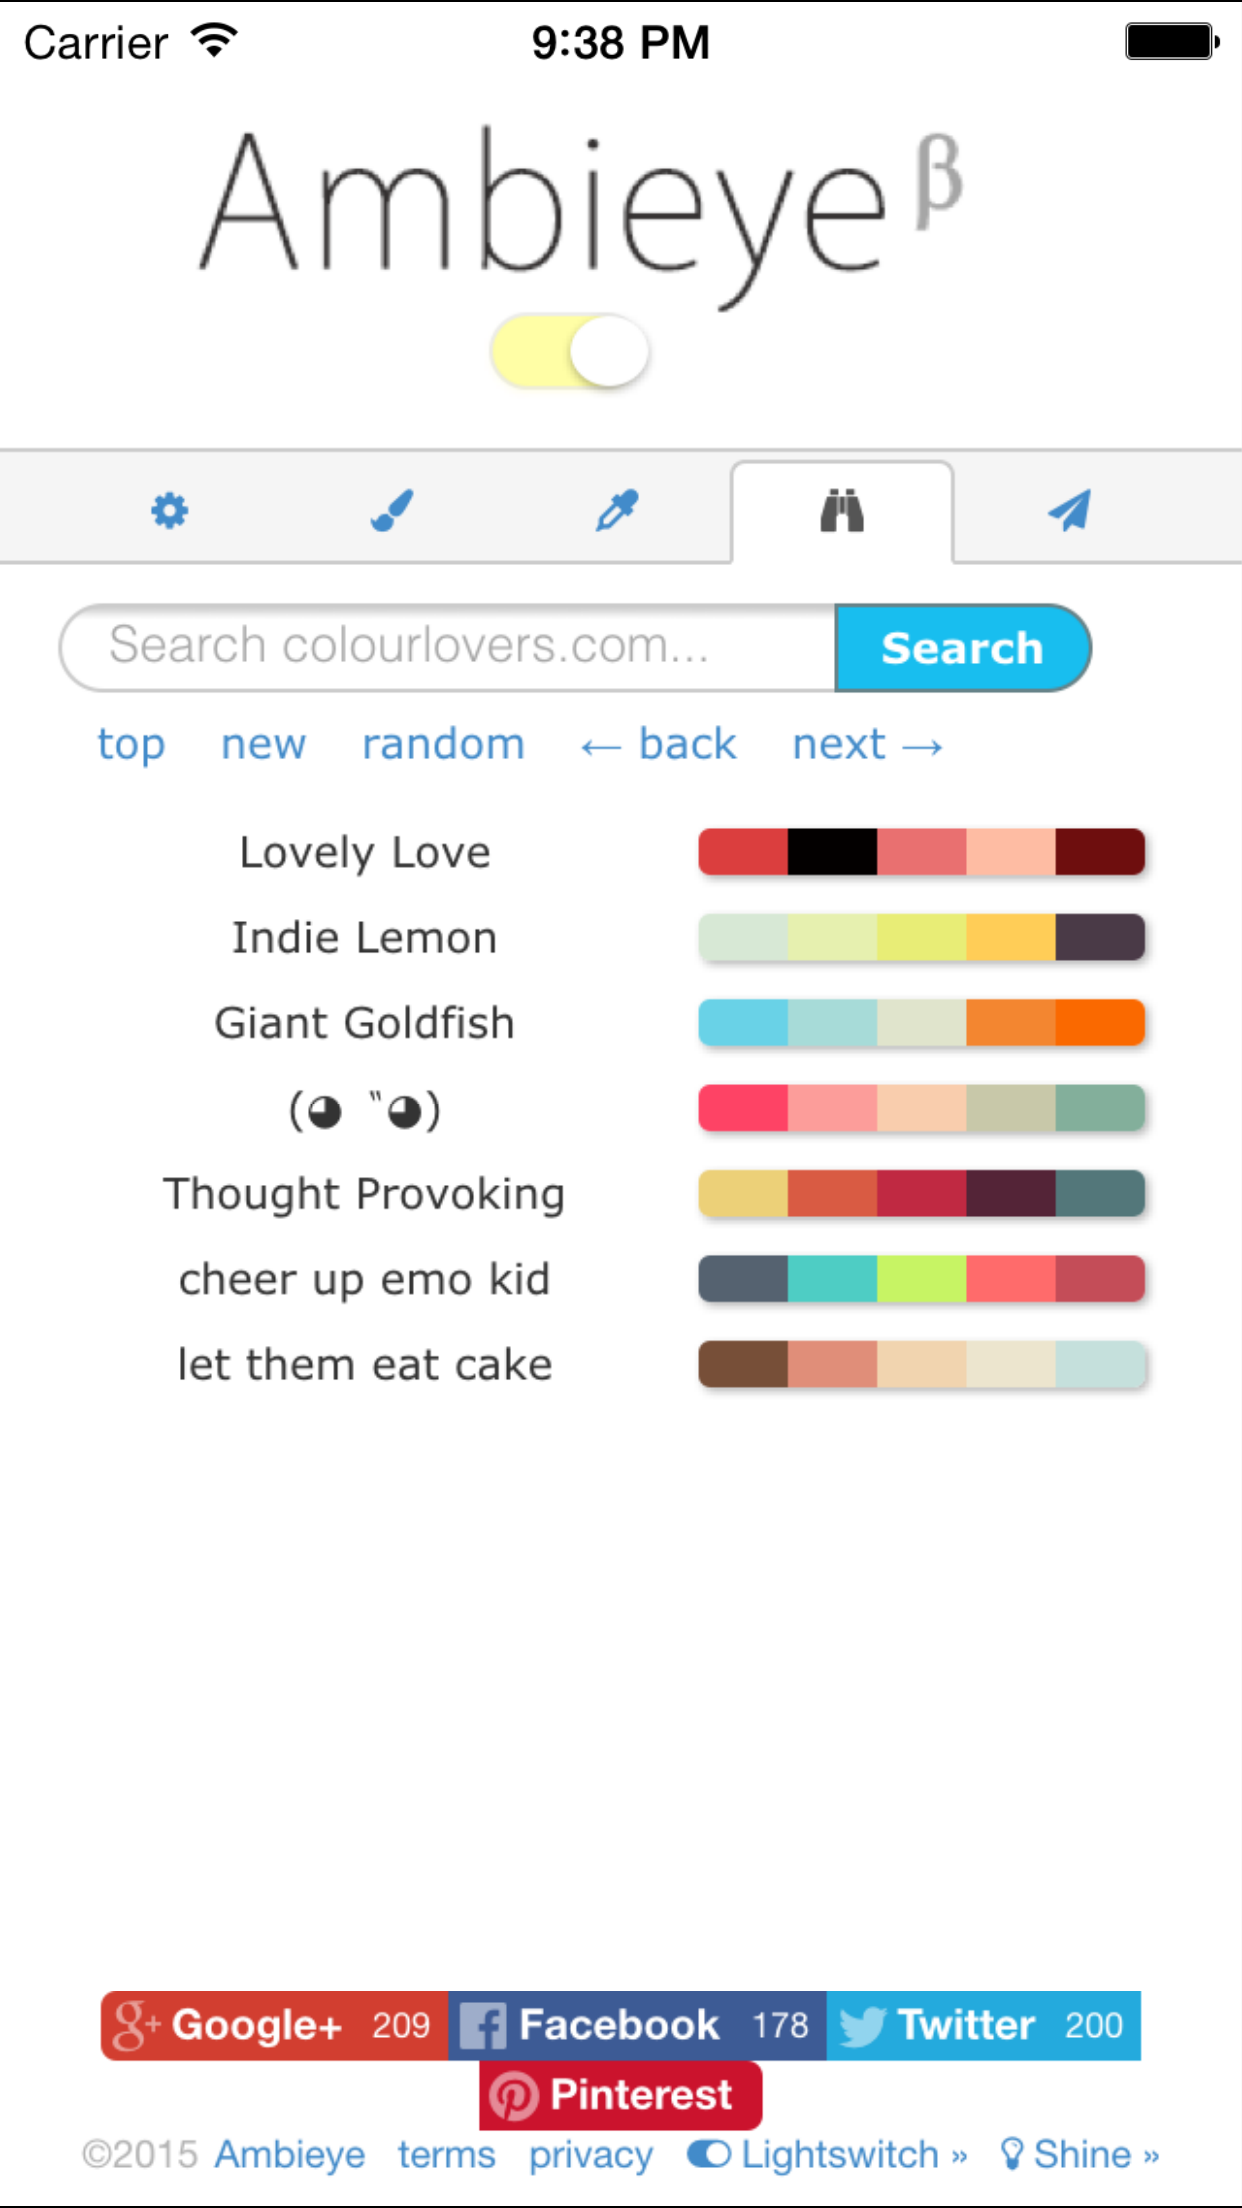 Carrier 9:38 PM
Ambieye β
Search colourlovers.com... Search
top new random ← back next →
Lovely Love
Indie Lemon
Giant Goldfish
(◕ ‶◕)
Thought Provoking
cheer up emo kid
let them eat cake
g+ Google+ 209 f Facebook 178 Twitter 200
Pinterest
©2015 Ambieye terms privacy Lightswitch » Shine »